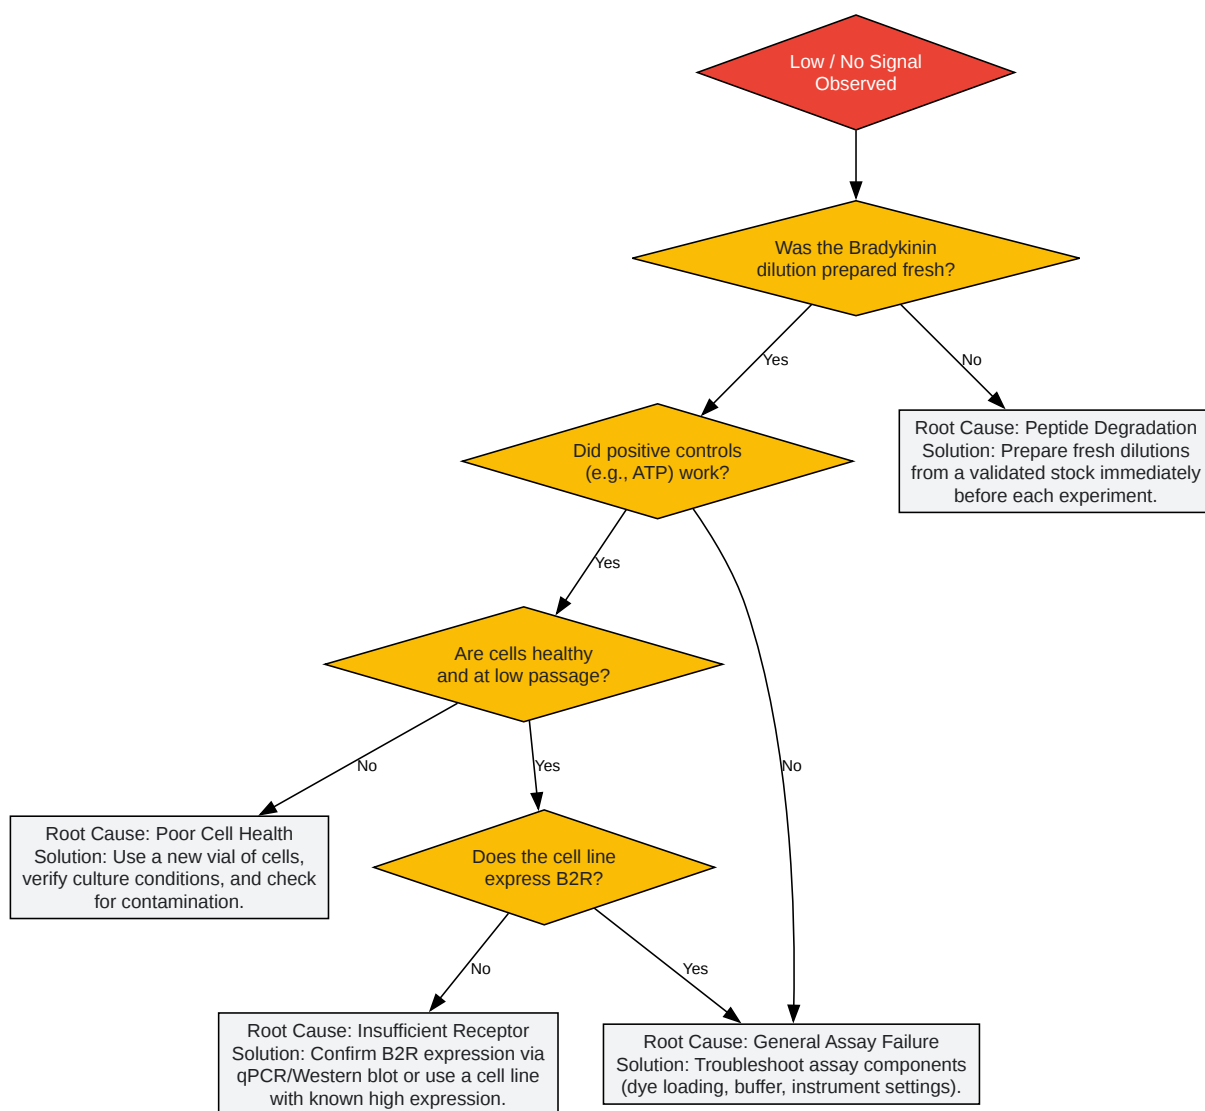 Low / No Signal
Observed
Was the Bradykinin
dilution prepared fresh?
Yes
No
Did positive controls
(e.g., ATP) work?
Root Cause: Peptide Degradation
Solution: Prepare fresh dilutions
from a validated stock immediately
before each experiment.
Yes
Are cells healthy
and at low passage?
No
Yes
No
Root Cause: Poor Cell Health
Solution: Use a new vial of cells,
verify culture conditions, and check
for contamination.
Does the cell line
express B2R?
No
Yes
Root Cause: Insufficient Receptor
Solution: Confirm B2R expression via
qPCR/Western blot or use a cell line
with known high expression.
Root Cause: General Assay Failure
Solution: Troubleshoot assay components
(dye loading, buffer, instrument settings).